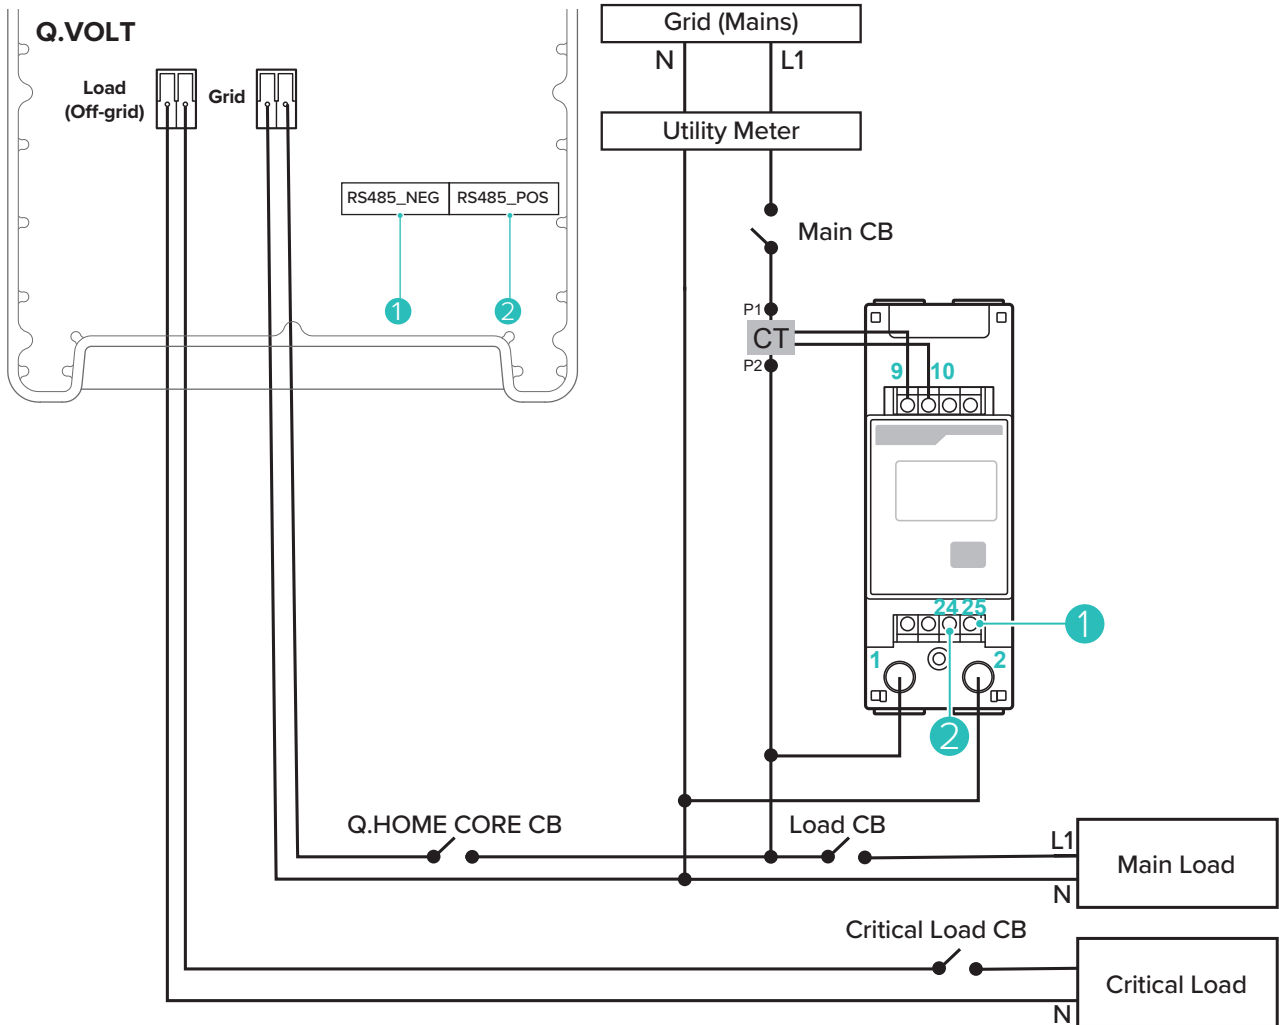 Q.VOLT
Grid (Mains)
N
L1
Load
(Off-grid)
Grid
Utility Meter
RS485_NEG
RS485_POS
Main CB
1
2
P1
CT
P2
9
10
24
25
1
1
2
2
Q.HOME CORE CB
Load CB
L1
Main Load
N
Critical Load CB
Critical Load
N